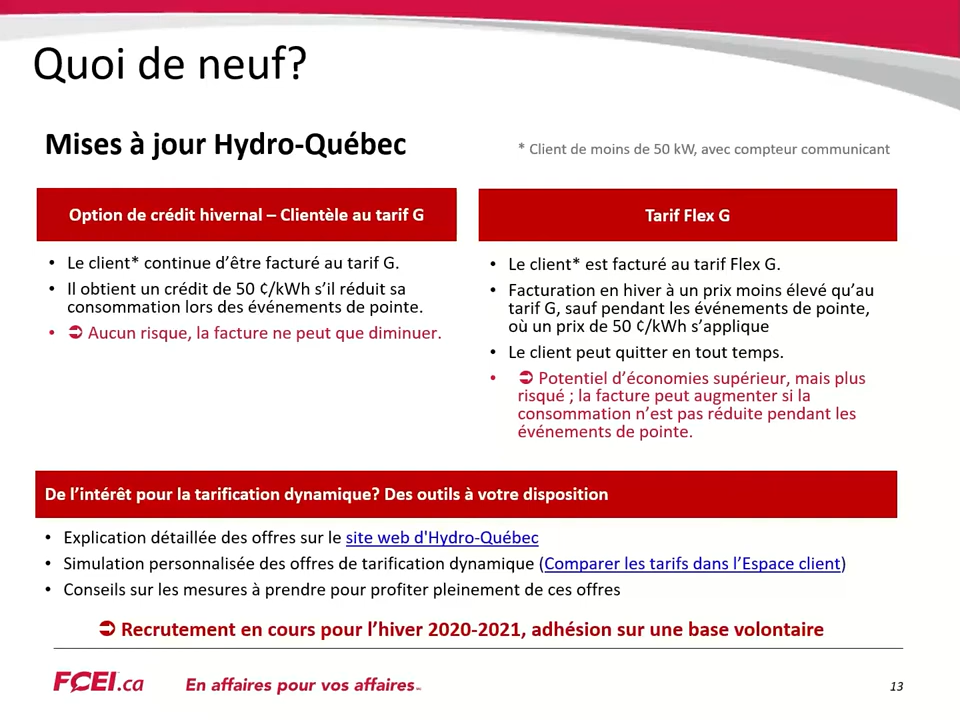 Quoi de neuf?
Mises à jour Hydro-Québec
* Client de moins de 50 kW, avec compteur communicant
Option de crédit hivernal – Clientèle au tarif G
• Le client* continue d’être facturé au tarif G.
• Il obtient un crédit de 50 ¢/kWh s’il réduit sa
consommation lors des événements de pointe.
• ➲ Aucun risque, la facture ne peut que diminuer.
Tarif Flex G
• Le client* est facturé au tarif Flex G.
• Facturation en hiver à un prix moins élevé qu’au
tarif G, sauf pendant les événements de pointe,
où un prix de 50 ¢/kWh s’applique
• Le client peut quitter en tout temps.
• ➲ Potentiel d’économies supérieur, mais plus
risqué ; la facture peut augmenter si la
consommation n’est pas réduite pendant les
événements de pointe.
De l’intérêt pour la tarification dynamique? Des outils à votre disposition
• Explication détaillée des offres sur le site web d'Hydro-Québec
• Simulation personnalisée des offres de tarification dynamique (Comparer les tarifs dans l’Espace client)
• Conseils sur les mesures à prendre pour profiter pleinement de ces offres
➲ Recrutement en cours pour l’hiver 2020-2021, adhésion sur une base volontaire
FCEI.ca
En affaires pour vos affaires.
13